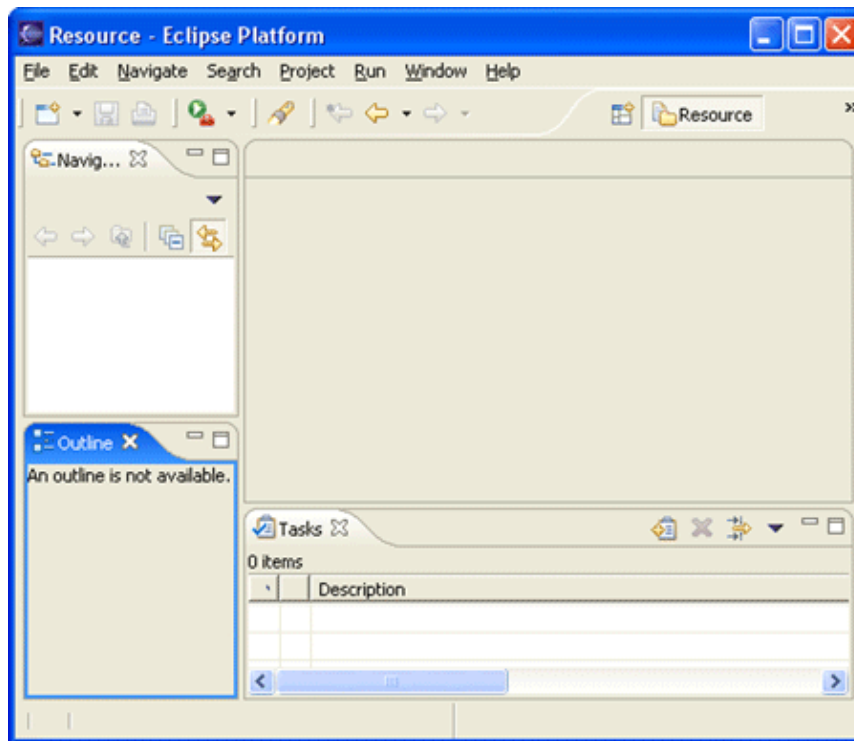 Resource - Eclipse Platform
File Edit Navigate Search Project Run Window Help
Resource
Navig...
Outline
An outline is not available.
Tasks
0 items
Description